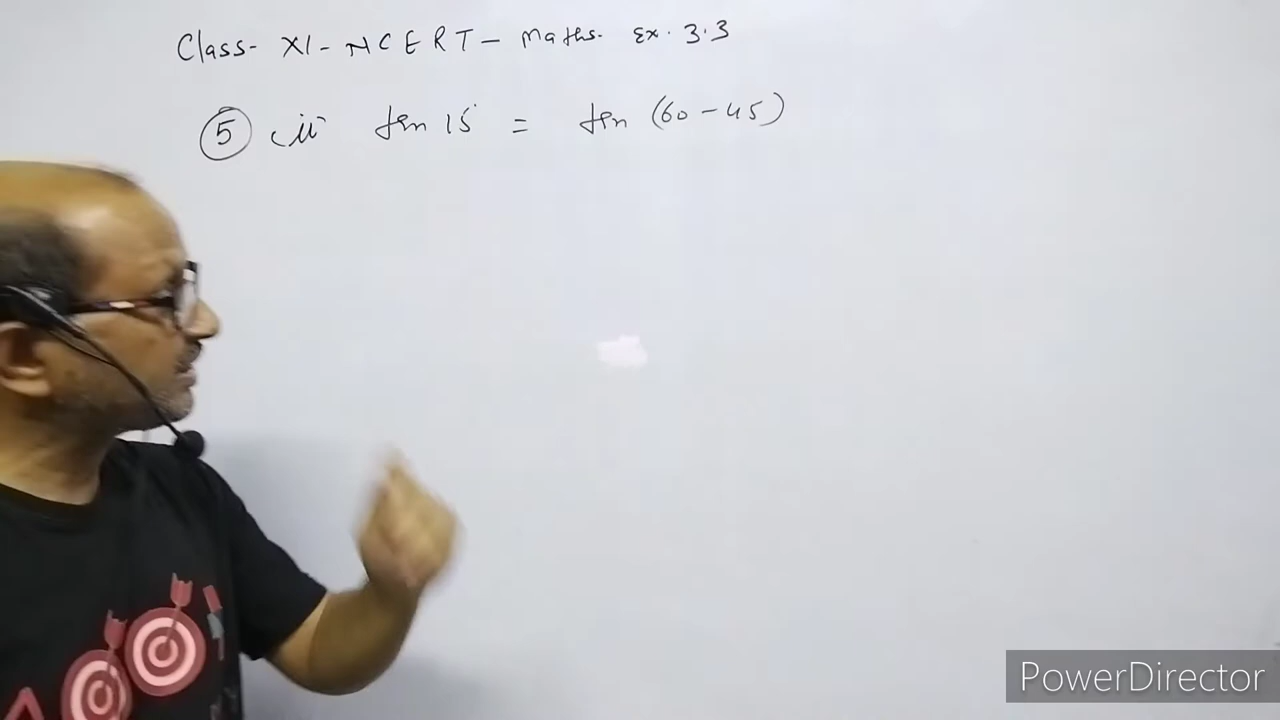 Class- XI - NCERT - Maths. Ex. 3.3
5 (ii) tan 15° = tan (60 - 45)
PowerDirector